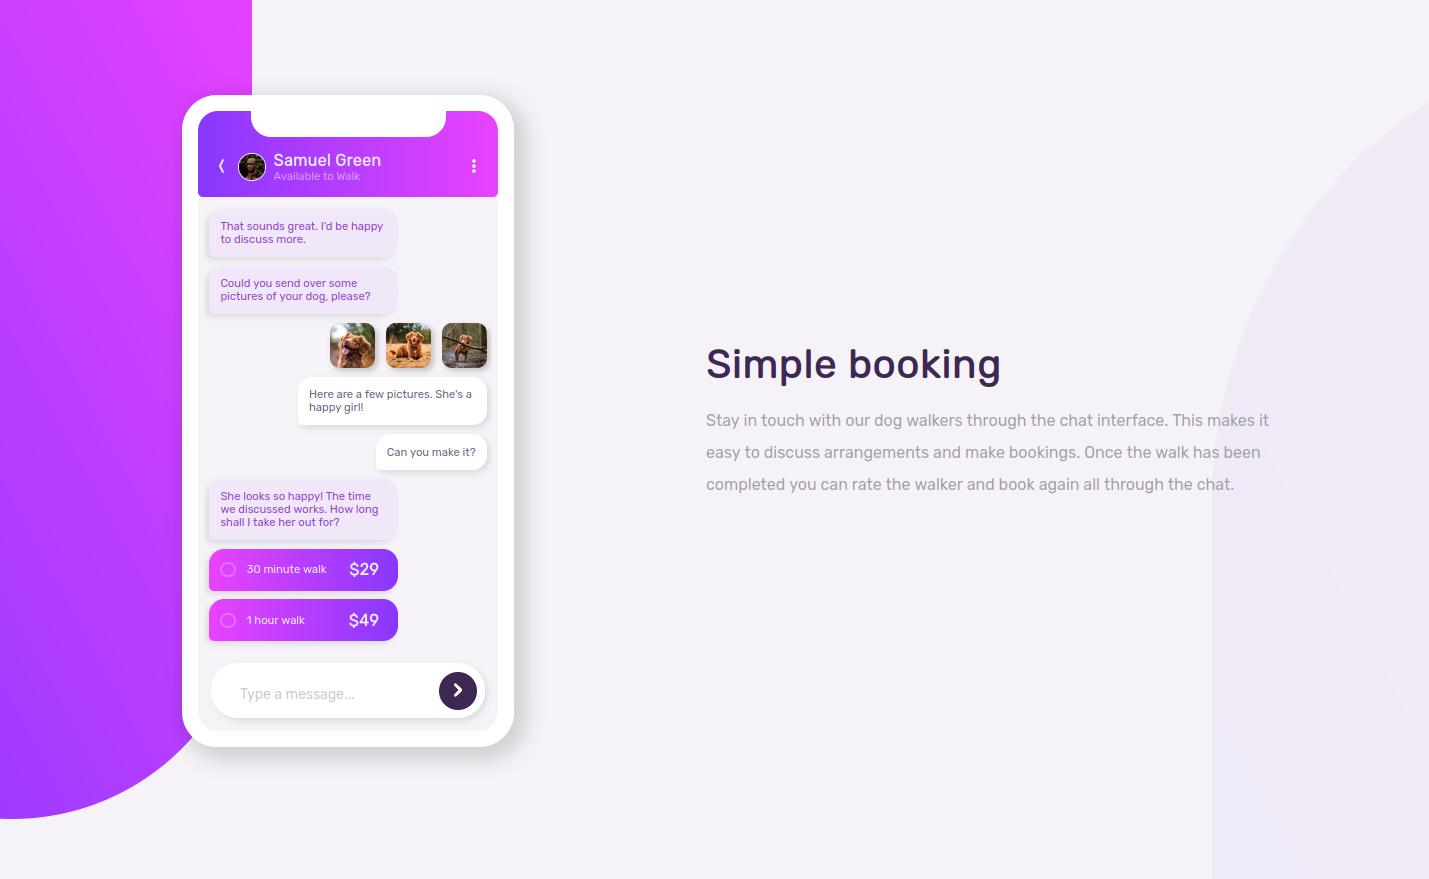 Samuel Green
Available to Walk
That sounds great. I'd be happy
to discuss more.
Could you send over some
pictures of your dog, please?
Here are a few pictures. She's a
happy girl!
Can you make it?
She looks so happy! The time
we discussed works. How long
shall I take her out for?
30 minute walk $29
1 hour walk $49
Type a message...
Simple booking
Stay in touch with our dog walkers through the chat interface. This makes it
easy to discuss arrangements and make bookings. Once the walk has been
completed you can rate the walker and book again all through the chat.